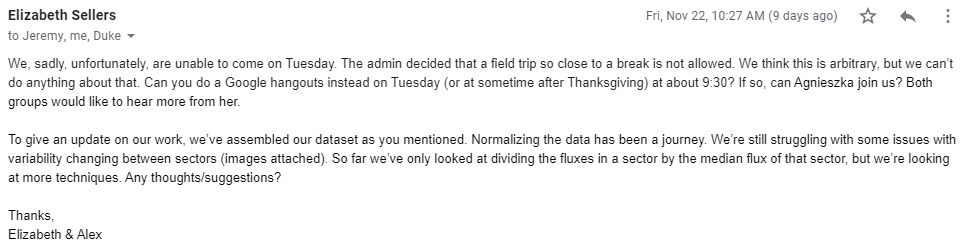 Elizabeth Sellers
Fri, Nov 22, 10:27 AM (9 days ago)
to Jeremy, me, Duke
We, sadly, unfortunately, are unable to come on Tuesday. The admin decided that a field trip so close to a break is not allowed. We think this is arbitrary, but we can't
do anything about that. Can you do a Google hangouts instead on Tuesday (or at sometime after Thanksgiving) at about 9:30? If so, can Agnieszka join us? Both
groups would like to hear more from her.
To give an update on our work, we've assembled our dataset as you mentioned. Normalizing the data has been a journey. We're still struggling with some issues with
variability changing between sectors (images attached). So far we've only looked at dividing the fluxes in a sector by the median flux of that sector, but we're looking
at more techniques. Any thoughts/suggestions?
Thanks,
Elizabeth & Alex